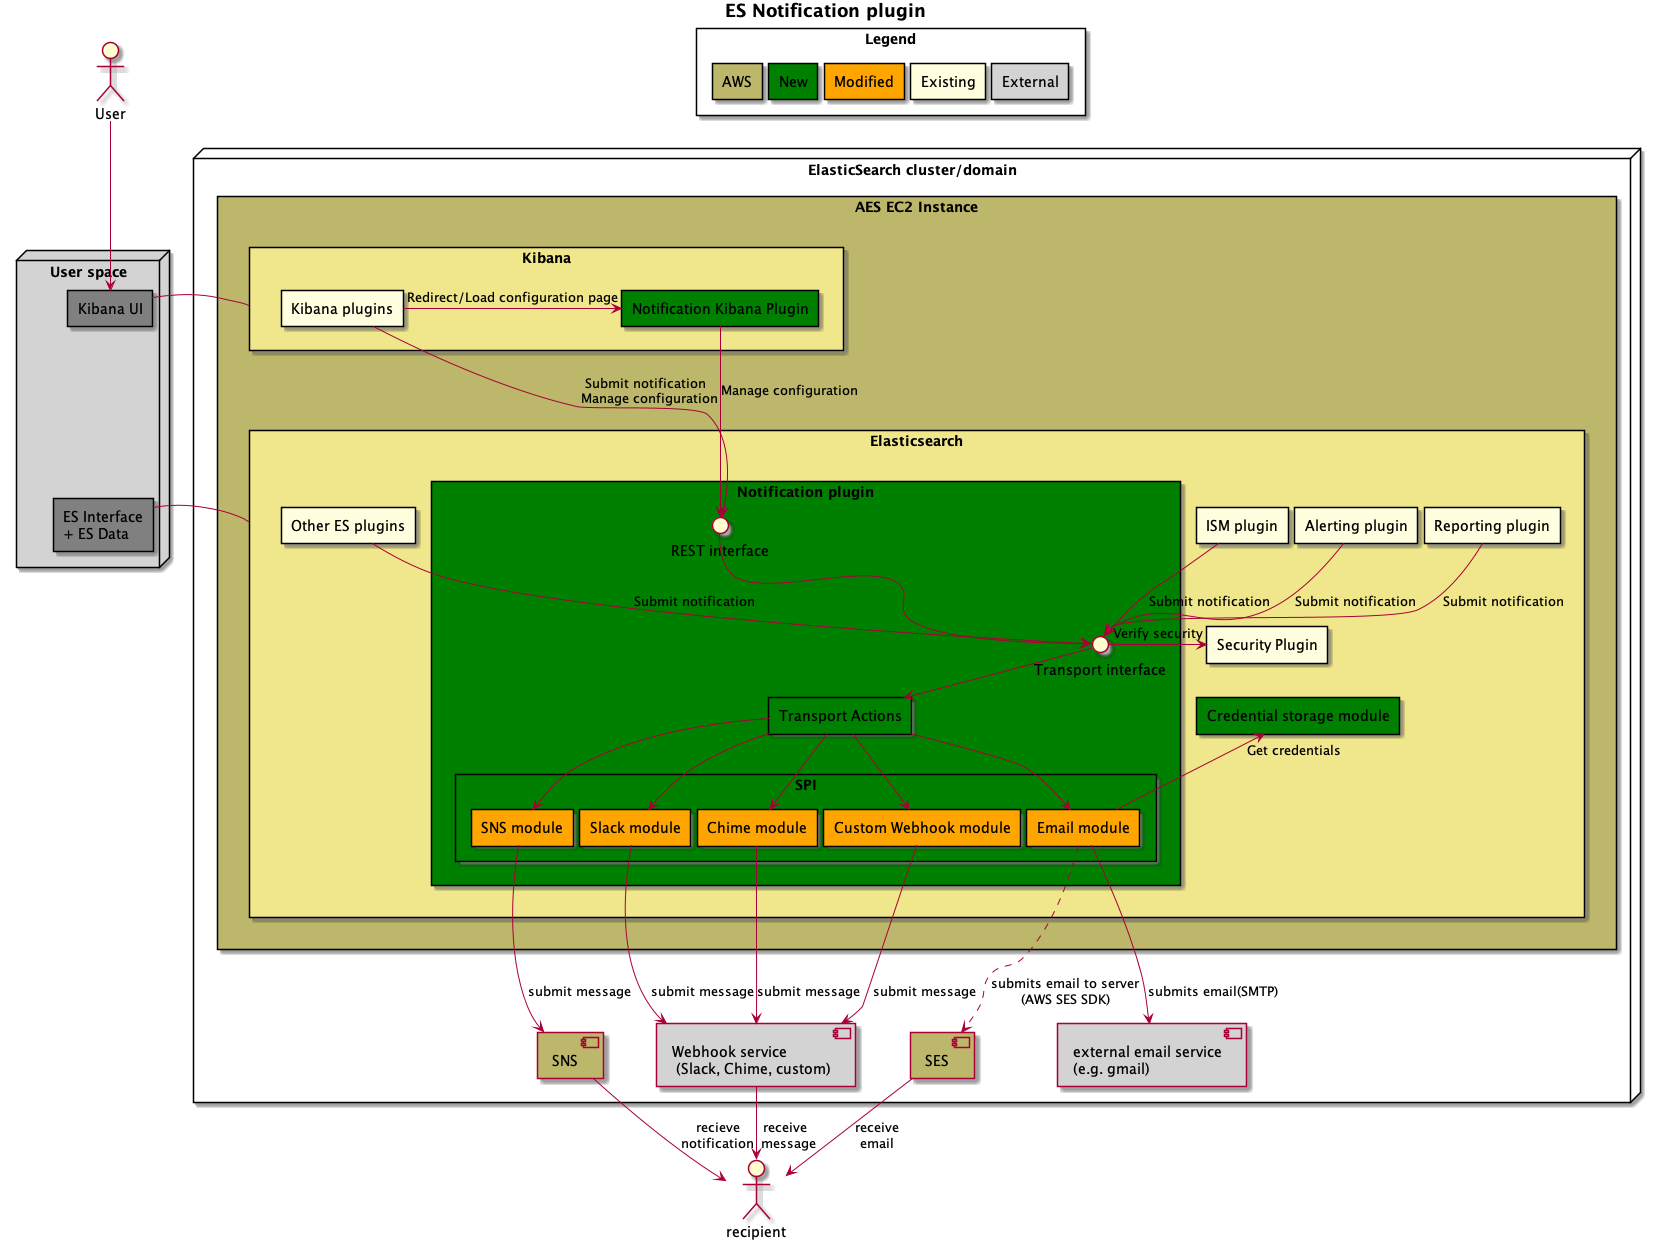 ES Notification plugin
Legend
AWS
New
Modified
Existing
External
User
ElasticSearch cluster/domain
AES EC2 Instance
User space
Kibana UI
Kibana
Kibana plugins
Redirect/Load configuration page
Notification Kibana Plugin
Submit notification
Manage configuration
Manage configuration
Elasticsearch
ES Interface
+ ES Data
Other ES plugins
Notification plugin
REST interface
ISM plugin
Alerting plugin
Reporting plugin
Submit notification
Submit notification
Submit notification
Submit notification
Verify security
Security Plugin
Transport interface
Transport Actions
Credential storage module
Get credentials
SPI
SNS module
Slack module
Chime module
Custom Webhook module
Email module
submit message
submit message
submit message
submit message
submits email to server
(AWS SES SDK)
submits email(SMTP)
SNS
Webhook service
(Slack, Chime, custom)
SES
external email service
(e.g. gmail)
recieve
notification
receive
message
receive
email
recipient